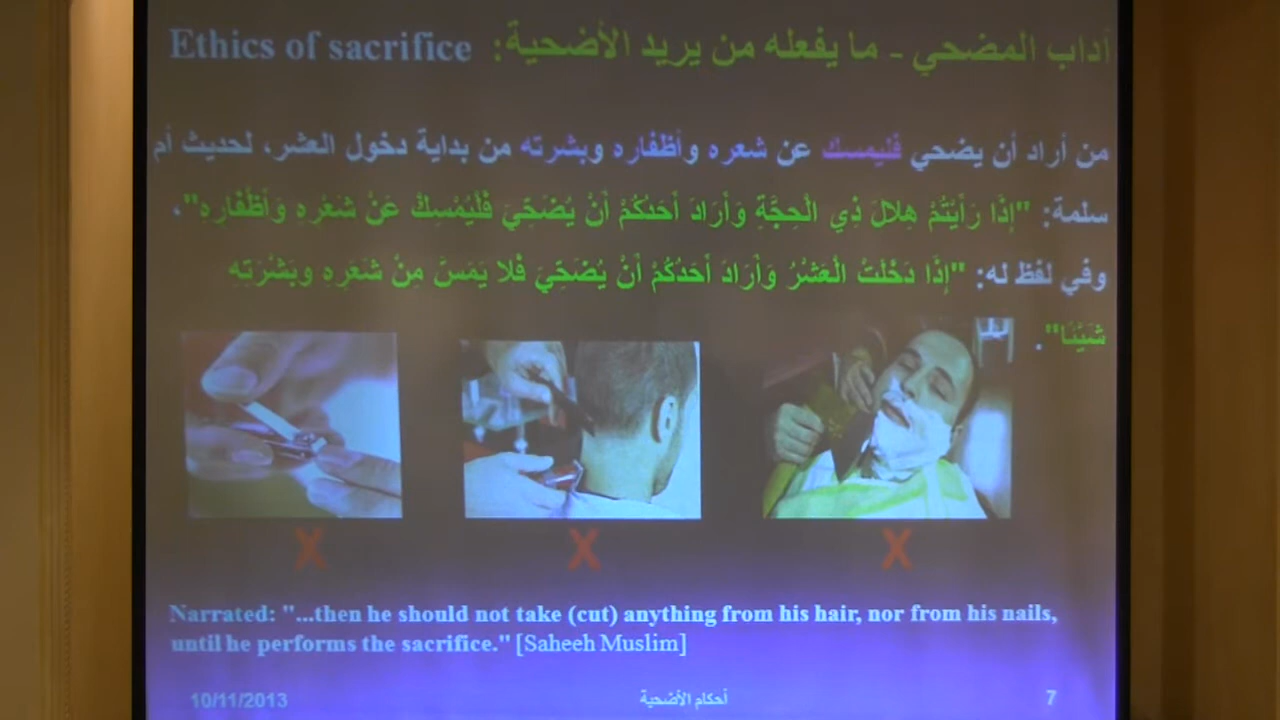 Ethics of sacrifice آداب المضحي - ما يفعله من يريد الأضحية:
من أراد أن يضحي فليمسك عن شعره وأظفاره وبشرته من بداية دخول العشر، لحديث أم
سلمة: "إِذَا رَأَيْتُمْ هِلالَ ذِي الْحِجَّةِ وَأَرَادَ أَحَدُكُمْ أَنْ يُضَحِّيَ فَلْيُمْسِكْ عَنْ شَعْرِهِ وَأَظْفَارِهِ"،
وفي لفظ له: "إِذَا دَخَلَتْ الْعَشْرُ وَأَرَادَ أَحَدُكُمْ أَنْ يُضَحِّيَ فَلا يَمَسَّ مِنْ شَعَرِهِ وبَشَرَتِهِ
شَيْئًا".
X X X
Narrated: "...then he should not take (cut) anything from his hair, nor from his nails,
until he performs the sacrifice." [Saheeh Muslim]
10/11/2013 أحكام الأضحية 7